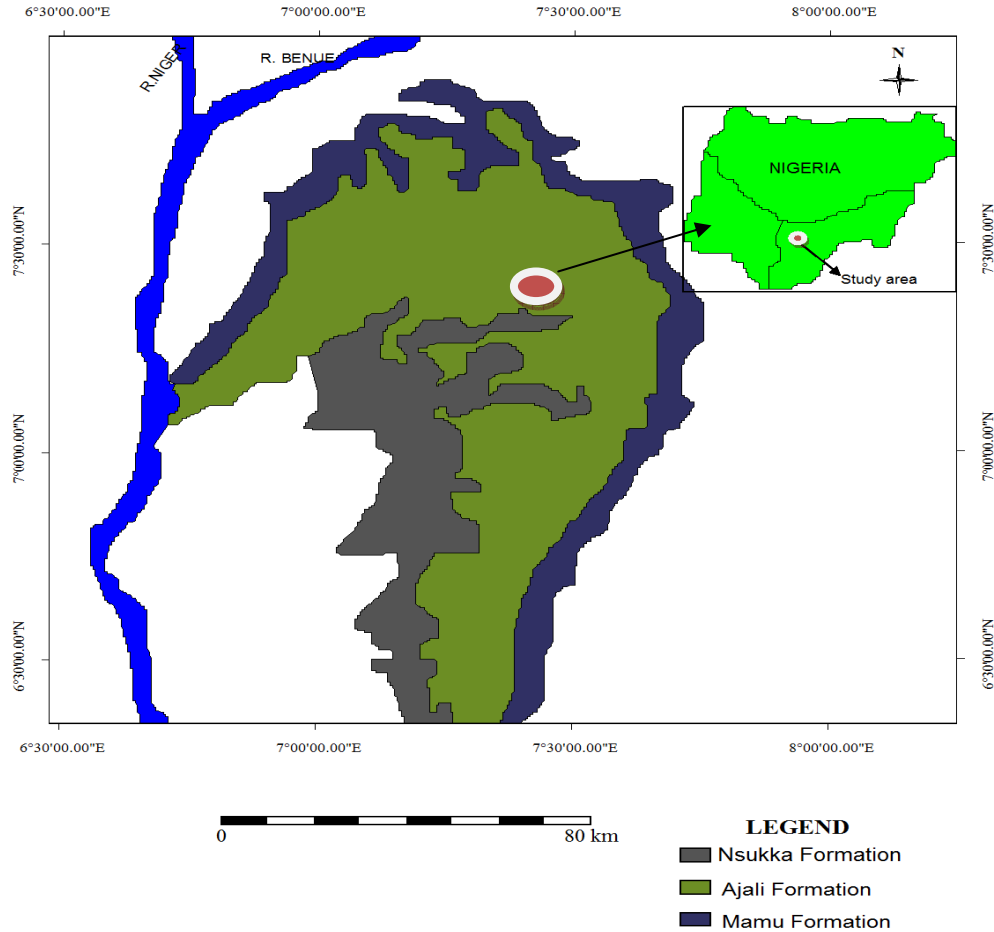 6°30'00.00"E 7°00'00.00"E 7°30'00.00"E 8°00'00.00"E
R.NIGER
R. BENUE
N
NIGERIA
Study area
7°30'00.00"N
7°30'00.00"N
7°00'00.00"N
7°00'00.00"N
6°30'00.00"N
6°30'00.00"N
6°30'00.00"E 7°00'00.00"E 7°30'00.00"E 8°00'00.00"E
0 80 km
LEGEND
Nsukka Formation
Ajali Formation
Mamu Formation